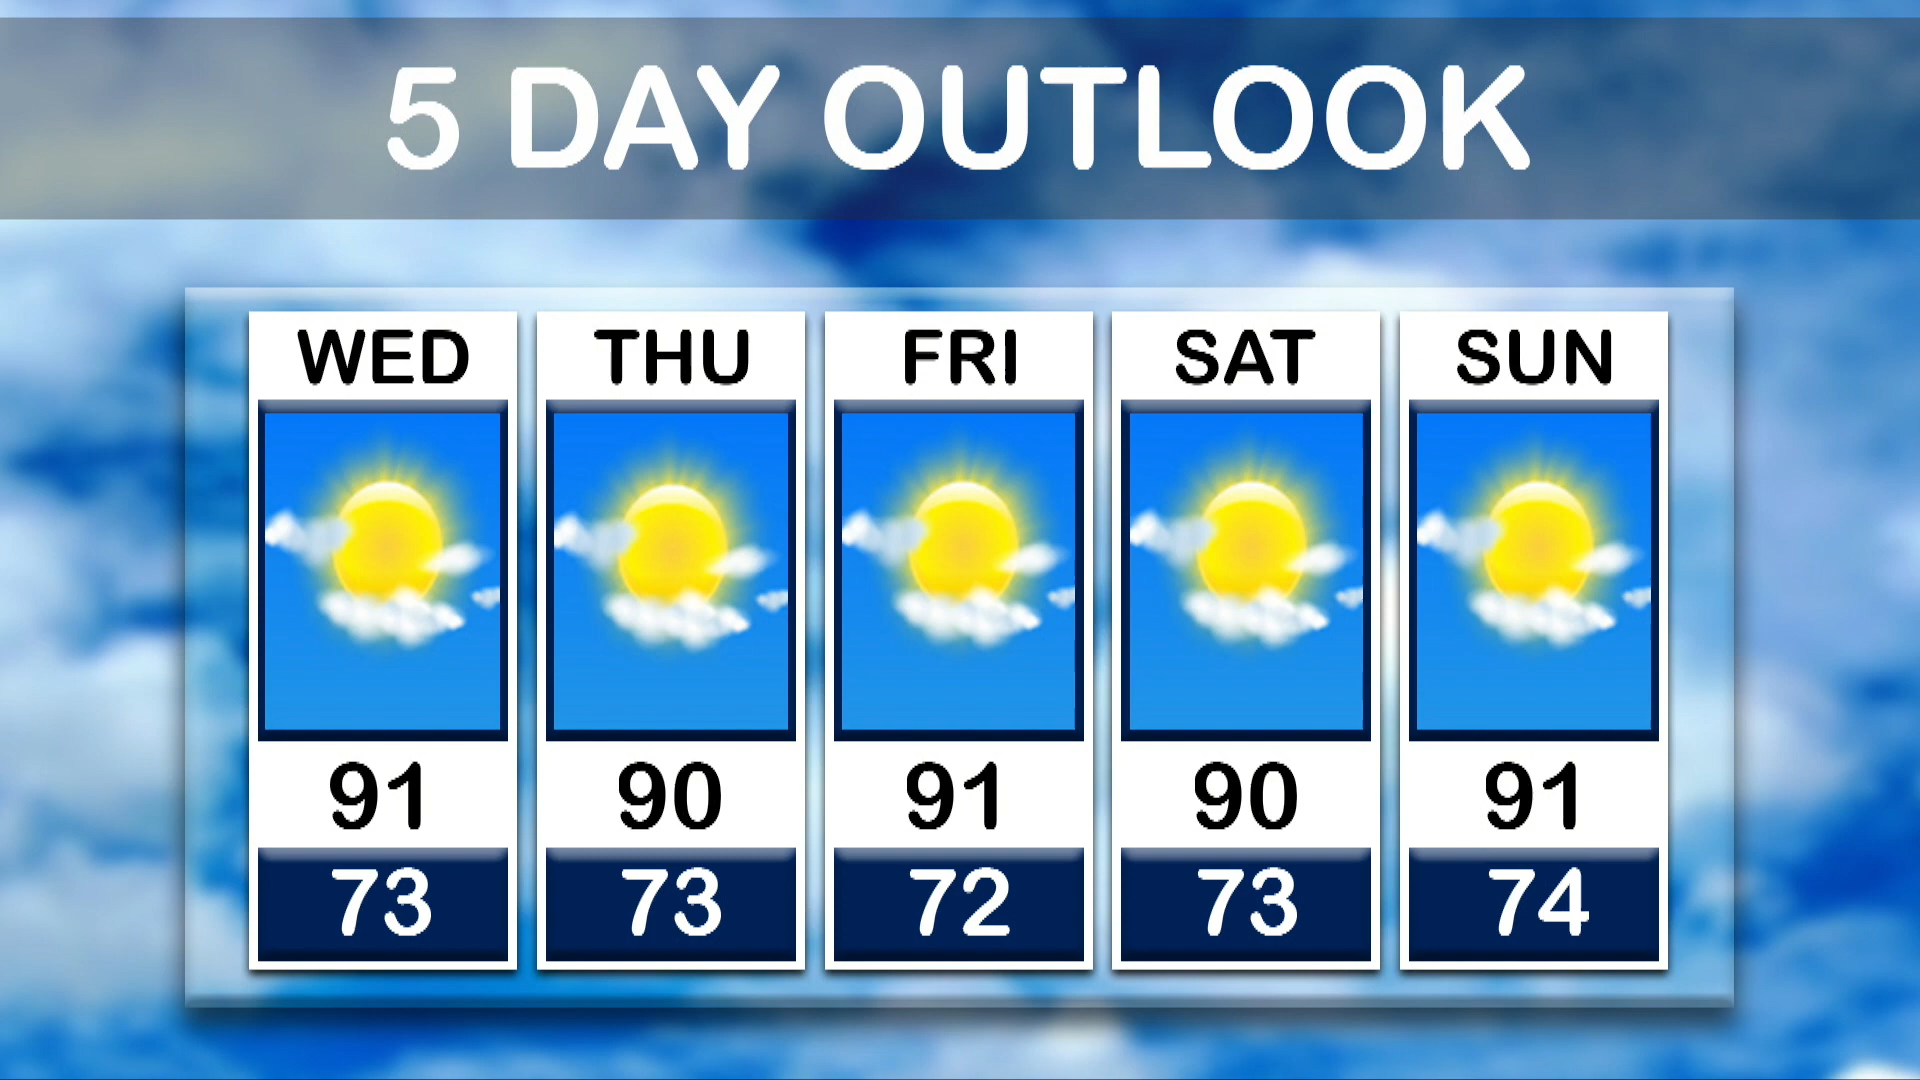 5 DAY OUTLOOK
WED THU FRI SAT SUN
91 90 91 90 91
73 73 72 73 74